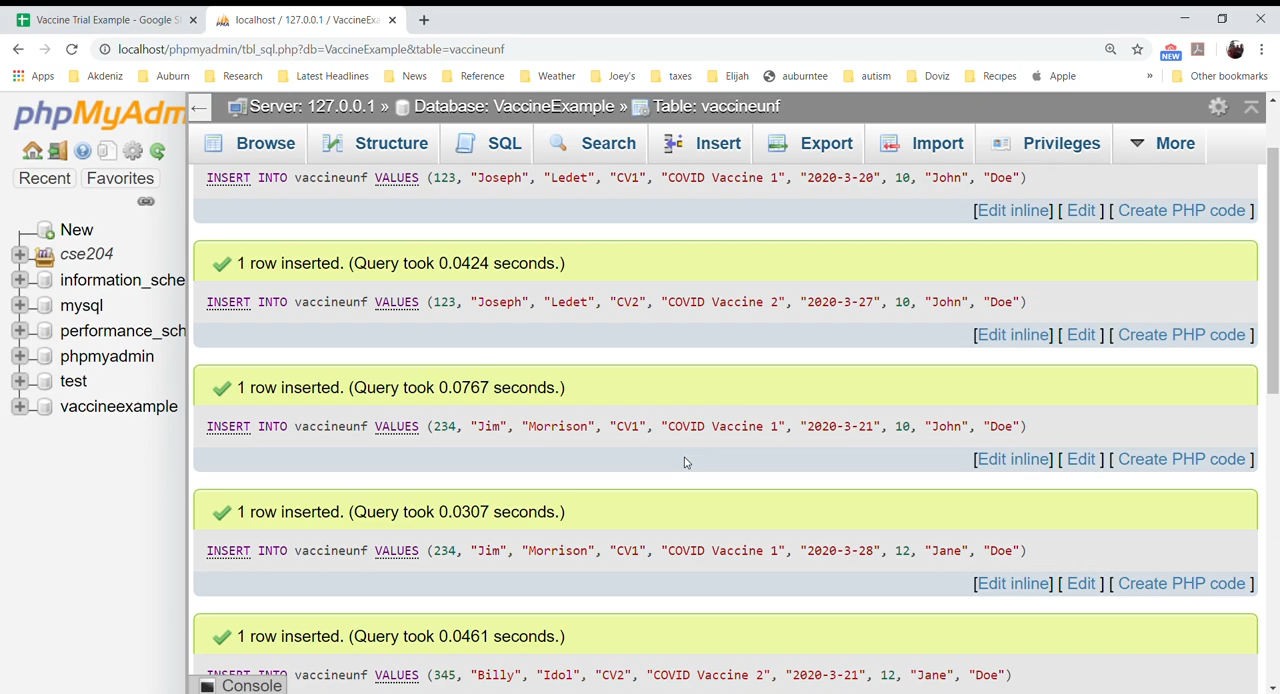 Vaccine Trial Example - Google S
localhost / 127.0.0.1 / VaccineExa
localhost/phpmyadmin/tbl_sql.php?db=VaccineExample&table=vaccineunf
NEW
Apps Akdeniz Auburn Research Latest Headlines News Reference Weather Joey's taxes Elijah auburntee autism Doviz Recipes Apple » Other bookmarks
phpMyAdm
Recent Favorites
New
cse204
information_sche
mysql
performance_sch
phpmyadmin
test
vaccineexample
Server: 127.0.0.1 » Database: VaccineExample » Table: vaccineunf
Browse Structure SQL Search Insert Export Import Privileges More
INSERT INTO vaccineunf VALUES (123, "Joseph", "Ledet", "CV1", "COVID Vaccine 1", "2020-3-20", 10, "John", "Doe")
[Edit inline] [ Edit ] [ Create PHP code ]
1 row inserted. (Query took 0.0424 seconds.)
INSERT INTO vaccineunf VALUES (123, "Joseph", "Ledet", "CV2", "COVID Vaccine 2", "2020-3-27", 10, "John", "Doe")
[Edit inline] [ Edit ] [ Create PHP code ]
1 row inserted. (Query took 0.0767 seconds.)
INSERT INTO vaccineunf VALUES (234, "Jim", "Morrison", "CV1", "COVID Vaccine 1", "2020-3-21", 10, "John", "Doe")
[Edit inline] [ Edit ] [ Create PHP code ]
1 row inserted. (Query took 0.0307 seconds.)
INSERT INTO vaccineunf VALUES (234, "Jim", "Morrison", "CV1", "COVID Vaccine 1", "2020-3-28", 12, "Jane", "Doe")
[Edit inline] [ Edit ] [ Create PHP code ]
1 row inserted. (Query took 0.0461 seconds.)
INSERT INTO vaccineunf VALUES (345, "Billy", "Idol", "CV2", "COVID Vaccine 2", "2020-3-21", 12, "Jane", "Doe")
Console